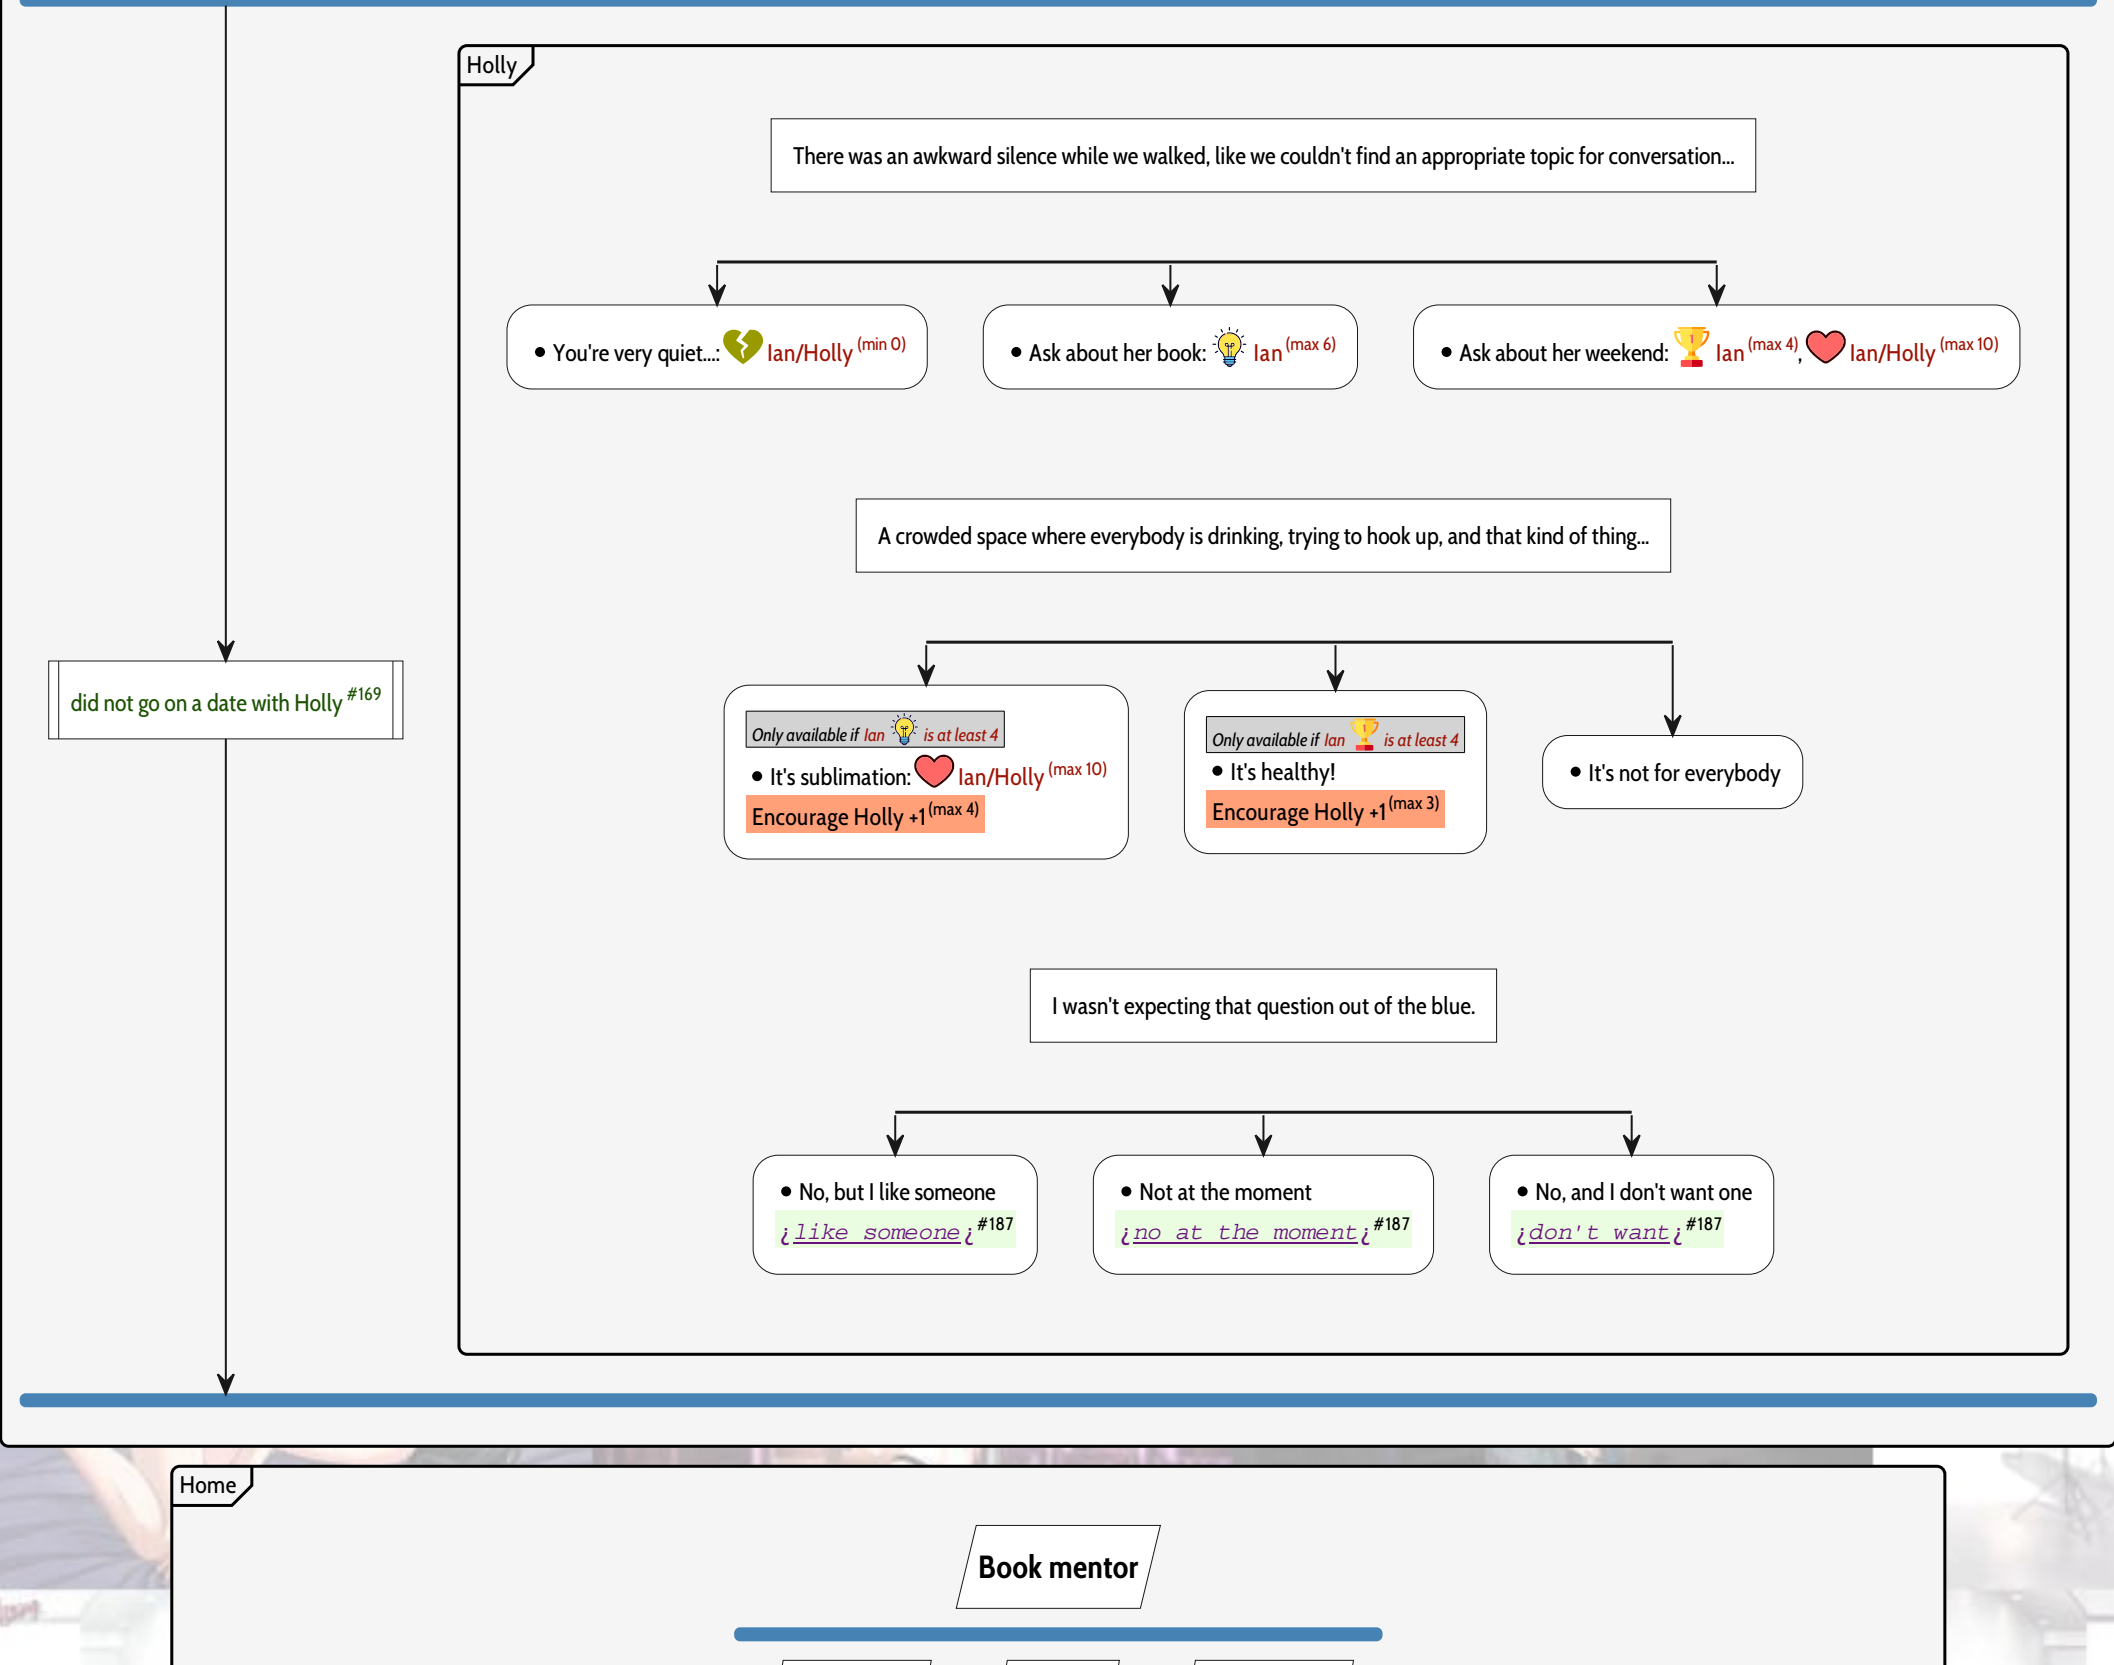 Holly
There was an awkward silence while we walked, like we couldn't find an appropriate topic for conversation...
• You're very quiet...: Ian/Holly (min 0)
• Ask about her book: Ian (max 6)
• Ask about her weekend: Ian (max 4), Ian/Holly (max 10)
A crowded space where everybody is drinking, trying to hook up, and that kind of thing...
did not go on a date with Holly #169
Only available if Ian is at least 4
• It's sublimation: Ian/Holly (max 10)
Encourage Holly +1 (max 4)
Only available if Ian is at least 4
• It's healthy!
Encourage Holly +1 (max 3)
• It's not for everybody
I wasn't expecting that question out of the blue.
• No, but I like someone
¿like someone¿ #187
• Not at the moment
¿no at the moment¿ #187
• No, and I don't want one
¿don't want¿ #187
Home
Book mentor